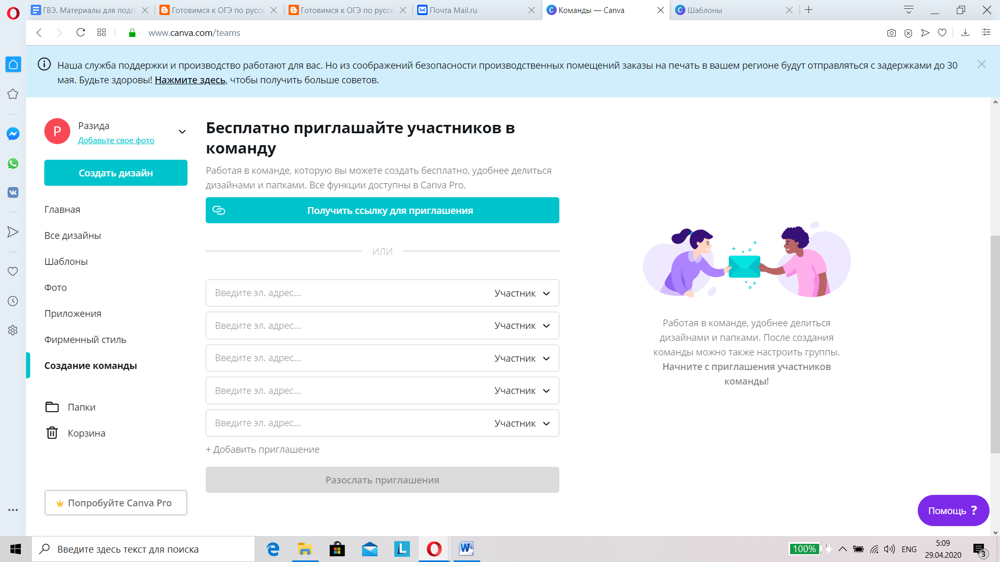 ГВЭ. Материалы для подго
Готовимся к ОГЭ по русск
Готовимся к ОГЭ по русск
Почта Mail.ru
Команды — Canva
Шаблоны
www.canva.com/teams
Наша служба поддержки и производство работают для вас. Но из соображений безопасности производственных помещений заказы на печать в вашем регионе будут отправляться с задержками до 30
мая. Будьте здоровы! Нажмите здесь, чтобы получить больше советов.
Р
Разида
Добавьте свое фото
Создать дизайн
Главная
Все дизайны
Шаблоны
Фото
Приложения
Фирменный стиль
Создание команды
Папки
Корзина
Попробуйте Canva Pro
Бесплатно приглашайте участников в
команду
Работая в команде, которую вы можете создать бесплатно, удобнее делиться
дизайнами и папками. Все функции доступны в Canva Pro.
Получить ссылку для приглашения
ИЛИ
Введите эл. адрес... Участник
Введите эл. адрес... Участник
Введите эл. адрес... Участник
Введите эл. адрес... Участник
Введите эл. адрес... Участник
+ Добавить приглашение
Разослать приглашения
Работая в команде, удобнее делиться
дизайнами и папками. После создания
команды можно также настроить группы.
Начните с приглашения участников
команды!
Помощь ?
Введите здесь текст для поиска
100%
ENG
5:09
29.04.2020
3